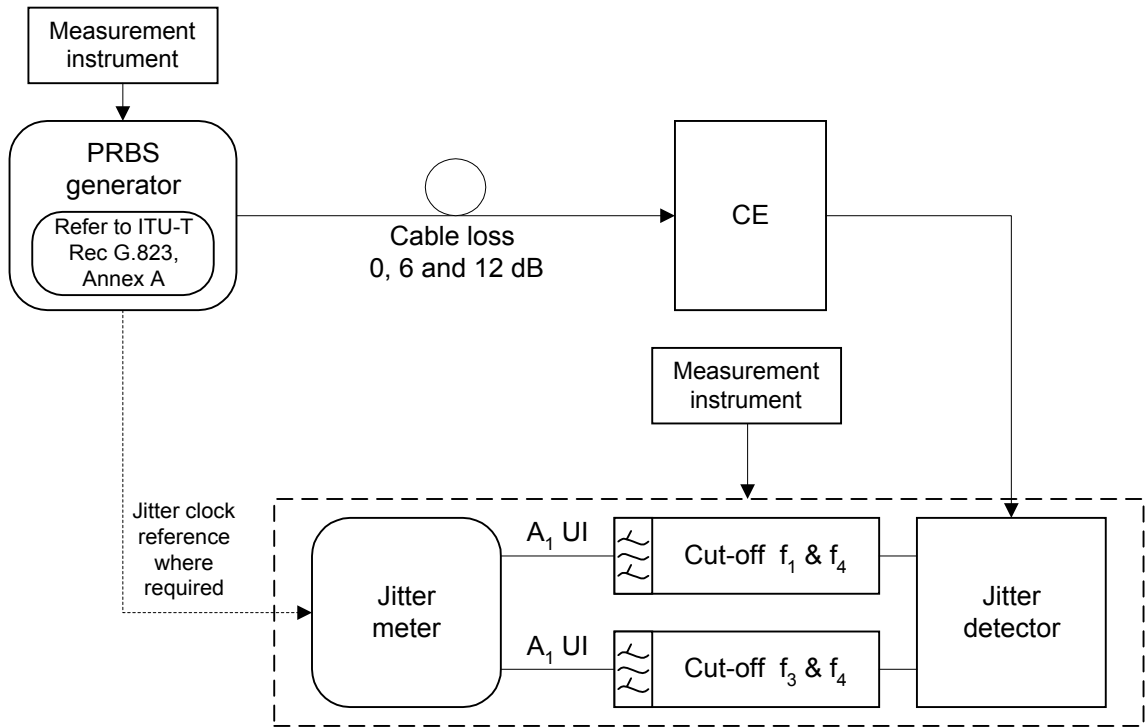 Measurement
instrument
PRBS
generator
Refer to ITU-T
Rec G.823,
Annex A
Cable loss
0, 6 and 12 dB
CE
Measurement
instrument
Jitter clock
reference
where
required
Jitter
meter
A₁ UI
Cut-off f₁ & f₄
A₁ UI
Cut-off f₃ & f₄
Jitter
detector